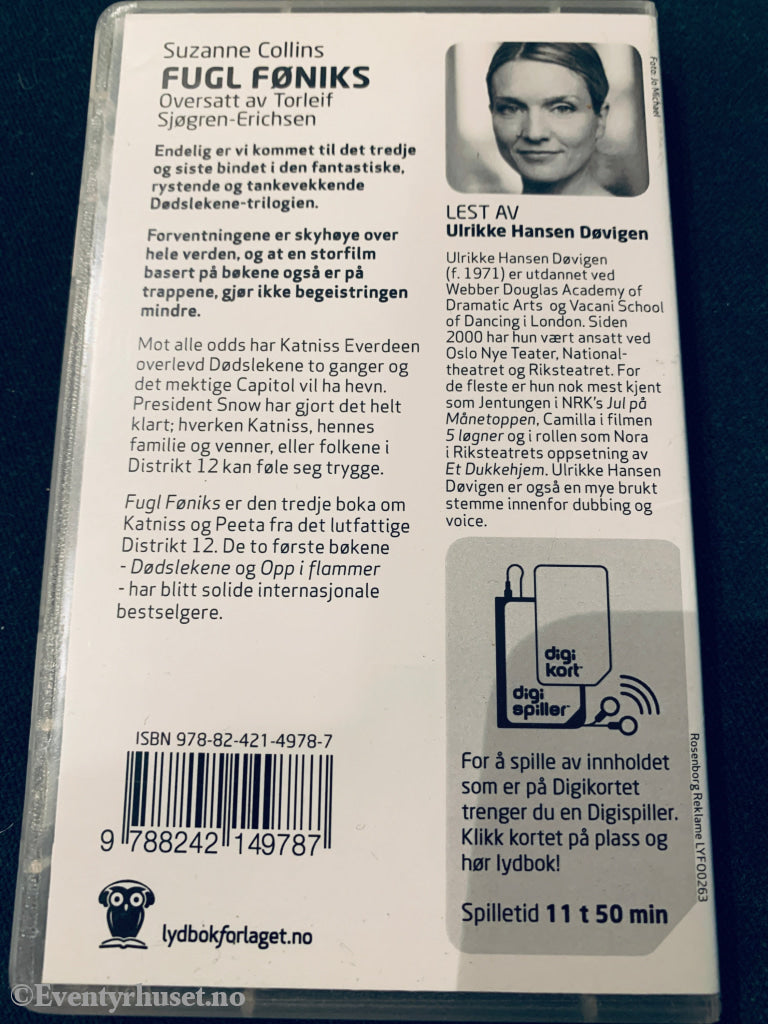 Suzanne Collins
FUGL FØNIKS
Oversatt av Torleif
Sjøgren-Erichsen
Endelig er vi kommet til det tredje
og siste bindet i den fantastiske,
rystende og tankevekkende
Dødslekene-trilogien.
Forventningene er skyhøye over
hele verden, og at en storfilm
basert på bøkene også er på
trappene, gjør ikke begeistringen
mindre.
Mot alle odds har Katniss Everdeen
overlevd Dødslekene to ganger og
det mektige Capitol vil ha hevn.
President Snow har gjort det helt
klart; hverken Katniss, hennes
familie og venner, eller folkene i
Distrikt 12 kan føle seg trygge.
Fugl Føniks er den tredje boka om
Katniss og Peeta fra det lutfattige
Distrikt 12. De to første bøkene
- Dødslekene og Opp i flammer
- har blitt solide internasjonale
bestselgere.
ISBN 978-82-421-4978-7
9 788242 149787
lydbokforlaget.no
Foto: Jo Michael
LEST AV
Ulrikke Hansen Døvigen
Ulrikke Hansen Døvigen
(f. 1971) er utdannet ved
Webber Douglas Academy of
Dramatic Arts og Vacani School
of Dancing i London. Siden
2000 har hun vært ansatt ved
Oslo Nye Teater, National-
theatret og Riksteatret. For
de fleste er hun nok mest kjent
som Jentungen i NRK's Jul på
Månetoppen, Camilla i filmen
5 løgner og i rollen som Nora
i Riksteatrets oppsetning av
Et Dukkehjem. Ulrikke Hansen
Døvigen er også en mye brukt
stemme innenfor dubbing og
voice.
digi
kort
digi
spiller
For å spille av innholdet
som er på Digikortet
trenger du en Digispiller.
Klikk kortet på plass og
hør lydbok!
Spilletid 11 t 50 min
Rosenborg Reklame LYFO0263
©Eventyrhuset.no